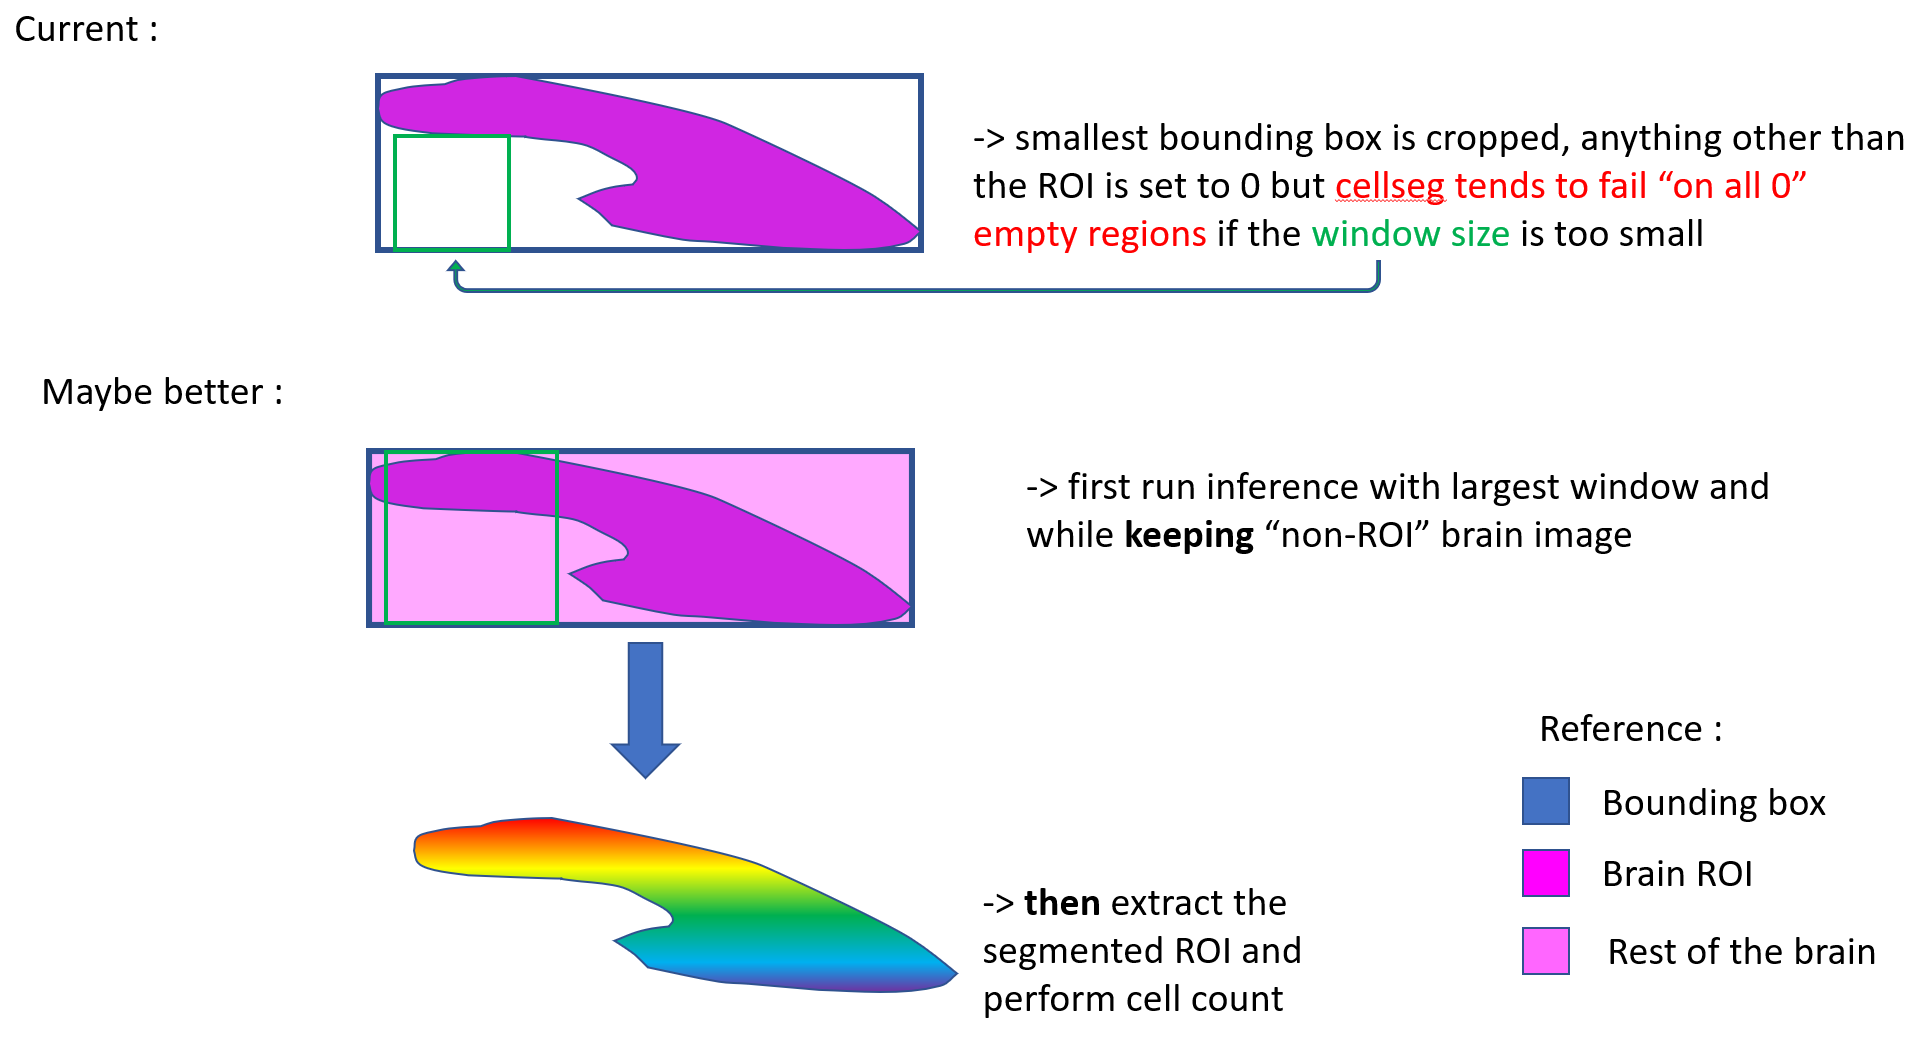 Current :
-> smallest bounding box is cropped, anything other than
the ROI is set to 0 but cellseg tends to fail “on all 0”
empty regions if the window size is too small
Maybe better :
-> first run inference with largest window and
while keeping “non-ROI” brain image
Reference :
Bounding box
Brain ROI
Rest of the brain
-> then extract the
segmented ROI and
perform cell count